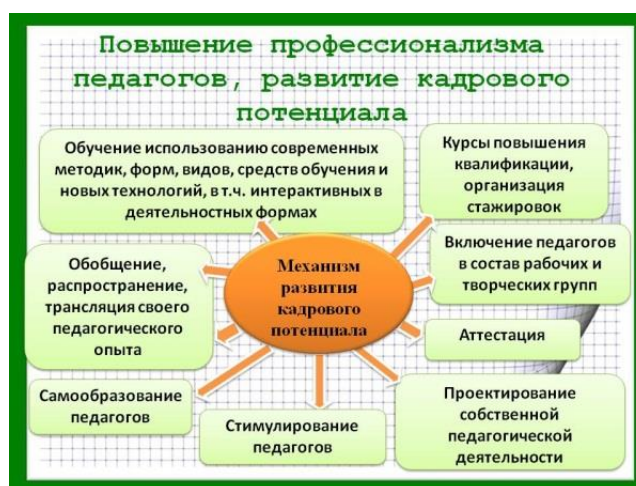 Повышение профессионализма
педагогов, развитие кадрового
потенциала
Обучение использованию современных
методик, форм, видов, средств обучения и
новых технологий, в т.ч. интерактивных в
деятельностных формах
Курсы повышения
квалификации,
организация
стажировок
Обобщение,
распространение,
трансляция своего
педагогического
опыта
Механизм
развития
кадрового
потенциала
Включение педагогов
в состав рабочих и
творческих групп
Аттестация
Самообразование
педагогов
Стимулирование
педагогов
Проектирование
собственной
педагогической
деятельности